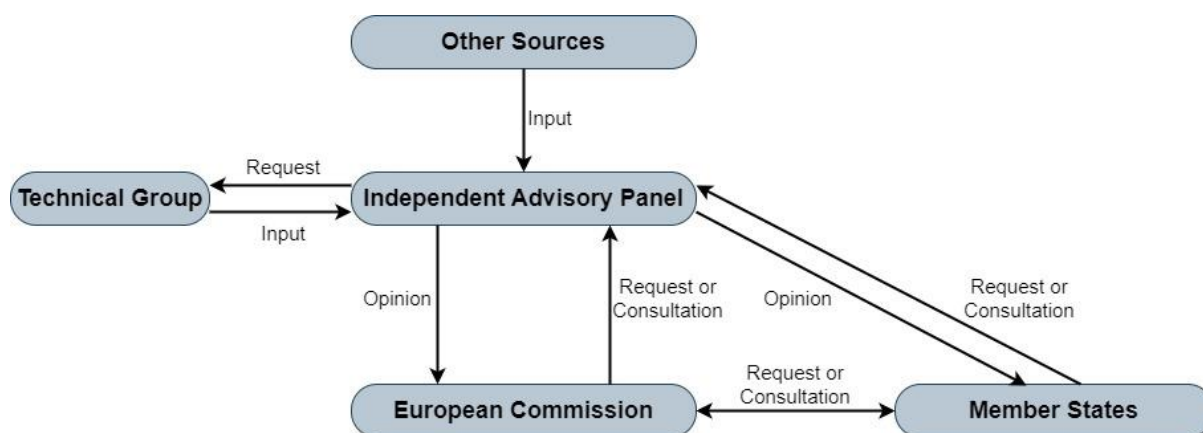 Other Sources
Input
Request
Technical Group
Independent Advisory Panel
Input
Opinion
Request or
Consultation
Opinion
Request or
Consultation
Request or
Consultation
European Commission
Member States